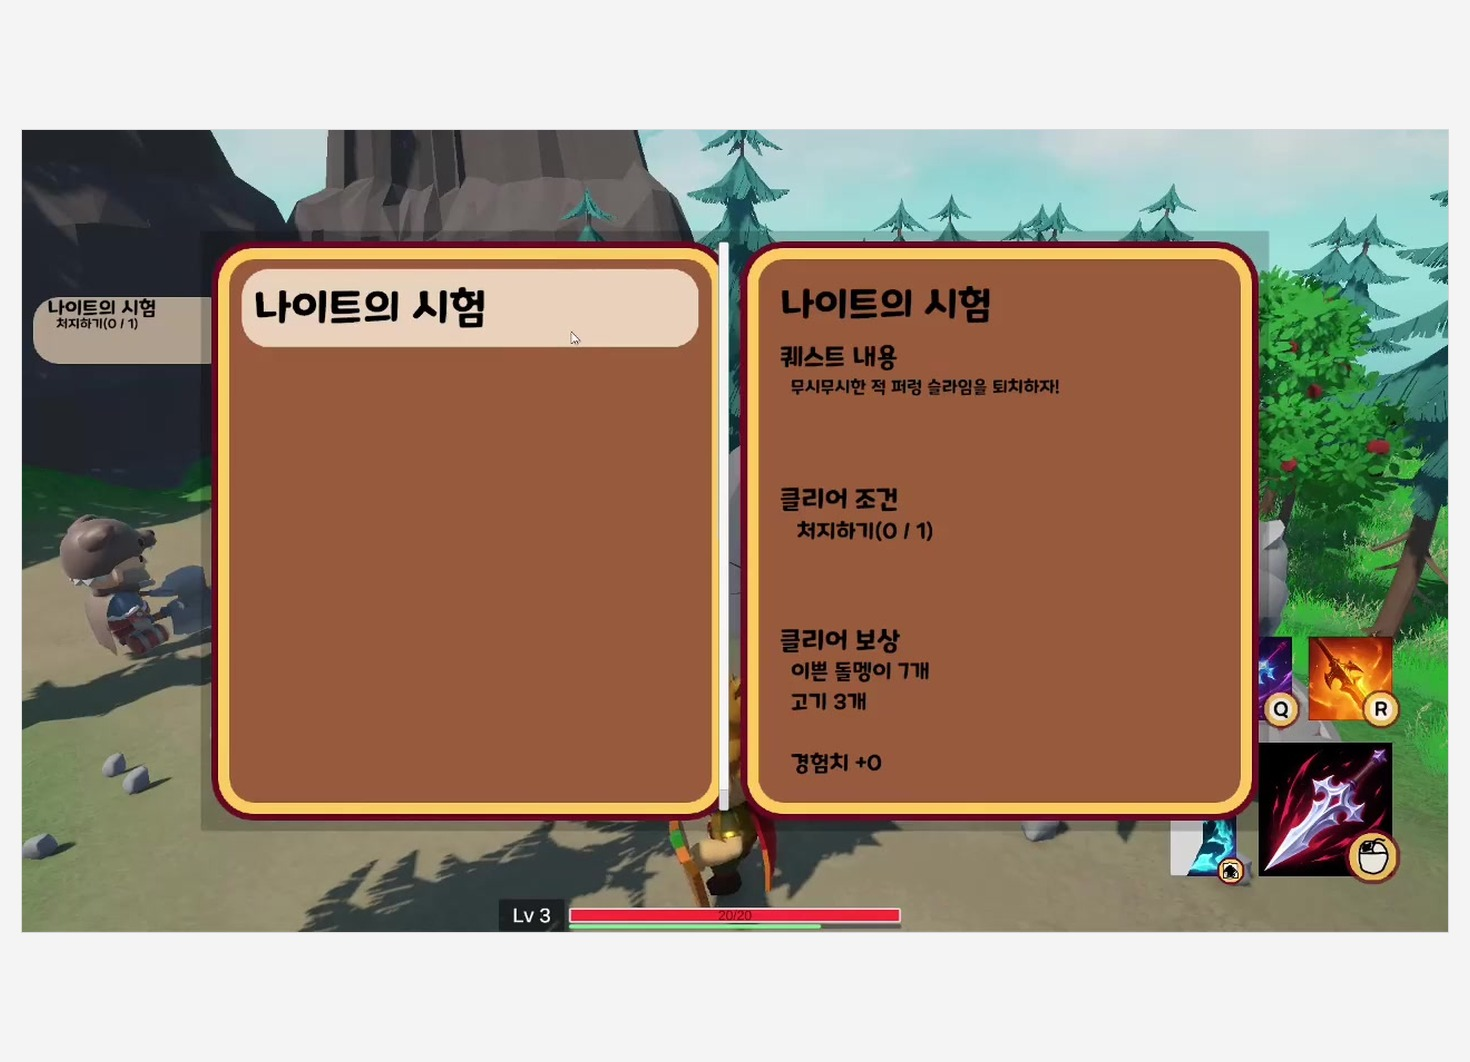 나이트의 시험
처지하기(0 / 1)
나이트의 시험
나이트의 시험
퀘스트 내용
무시무시한 적 퍼렁 슬라임을 퇴치하자!
클리어 조건
처지하기(0 / 1)
클리어 보상
이쁜 돌멩이 7개
고기 3개
경험치 +0
Q
R
Lv 3
20/20